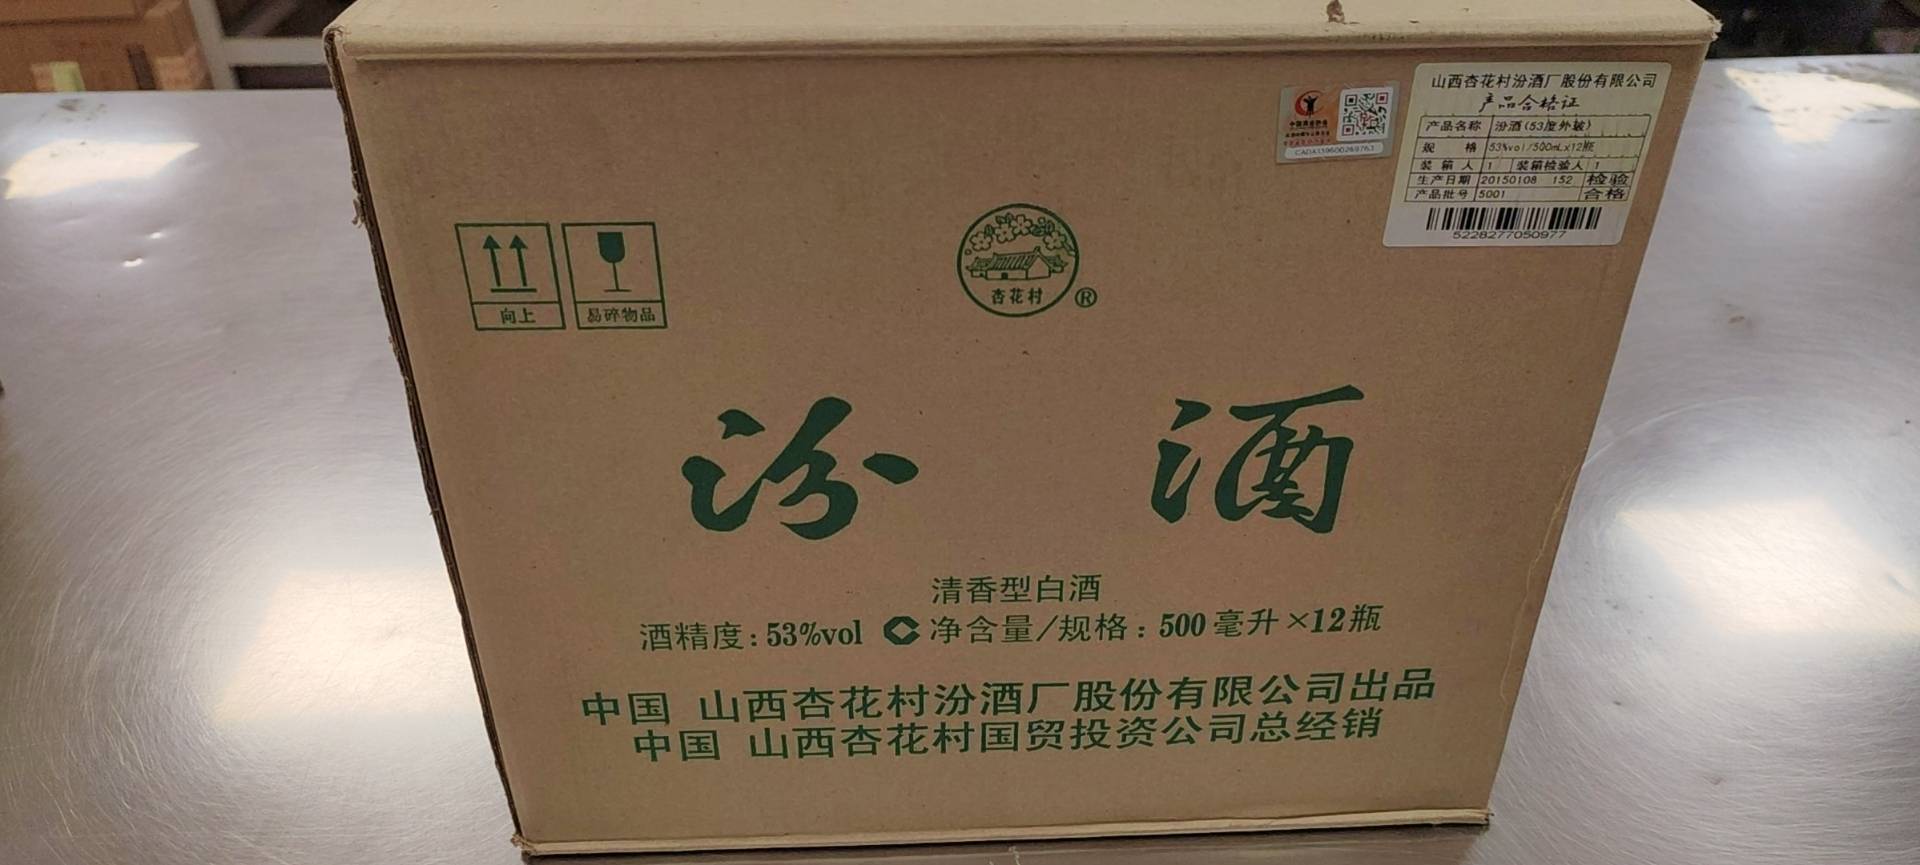 山西杏花村汾酒厂股份有限公司
产品合格证
产品名称 汾酒(53度外玻)
规 格 53%vol/500mLx12瓶
装箱人 1 装箱检验人 1
生产日期 20150108 152 检验
产品批号 5001 合格
5228277050977
向上
易碎物品
杏花村
®
汾 酒
清香型白酒
酒精度:53%vol 净含量/规格:500毫升×12瓶
中国 山西杏花村汾酒厂股份有限公司出品
中国 山西杏花村国贸投资公司总经销